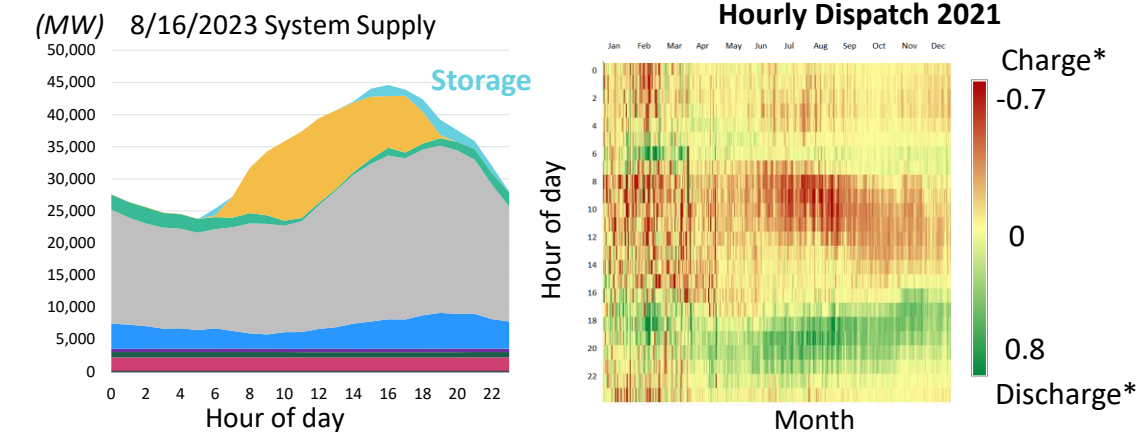 (MW) 8/16/2023 System Supply
50,000
45,000
40,000
35,000
30,000
25,000
20,000
15,000
10,000
5,000
0
Storage
0 2 4 6 8 10 12 14 16 18 20 22
Hour of day
Hourly Dispatch 2021
Jan Feb Mar Apr May Jun Jul Aug Sep Oct Nov Dec
0
2
4
6
8
10
12
14
16
18
20
22
Hour of day
Month
Charge*
-0.7
0
0.8
Discharge*